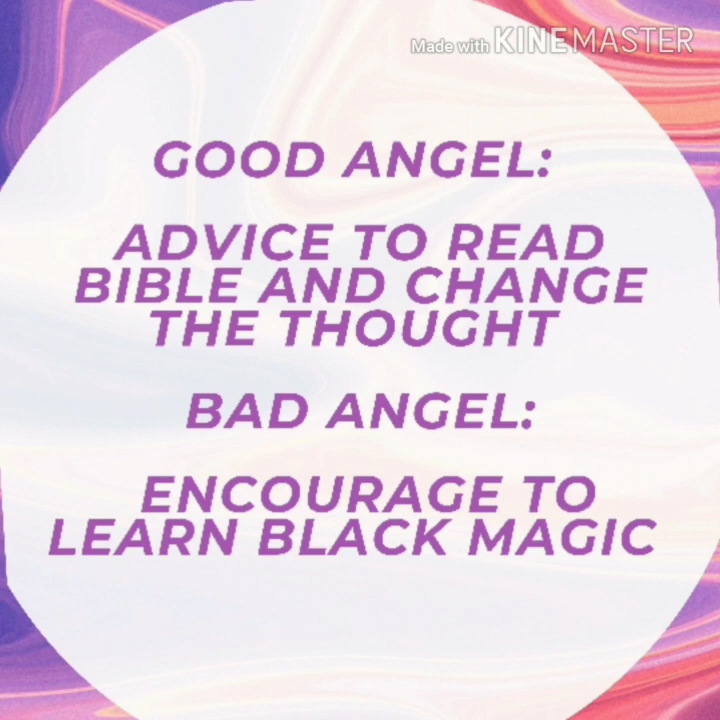 Made with KINEMASTER
GOOD ANGEL:
ADVICE TO READ
BIBLE AND CHANGE
THE THOUGHT
BAD ANGEL:
ENCOURAGE TO
LEARN BLACK MAGIC